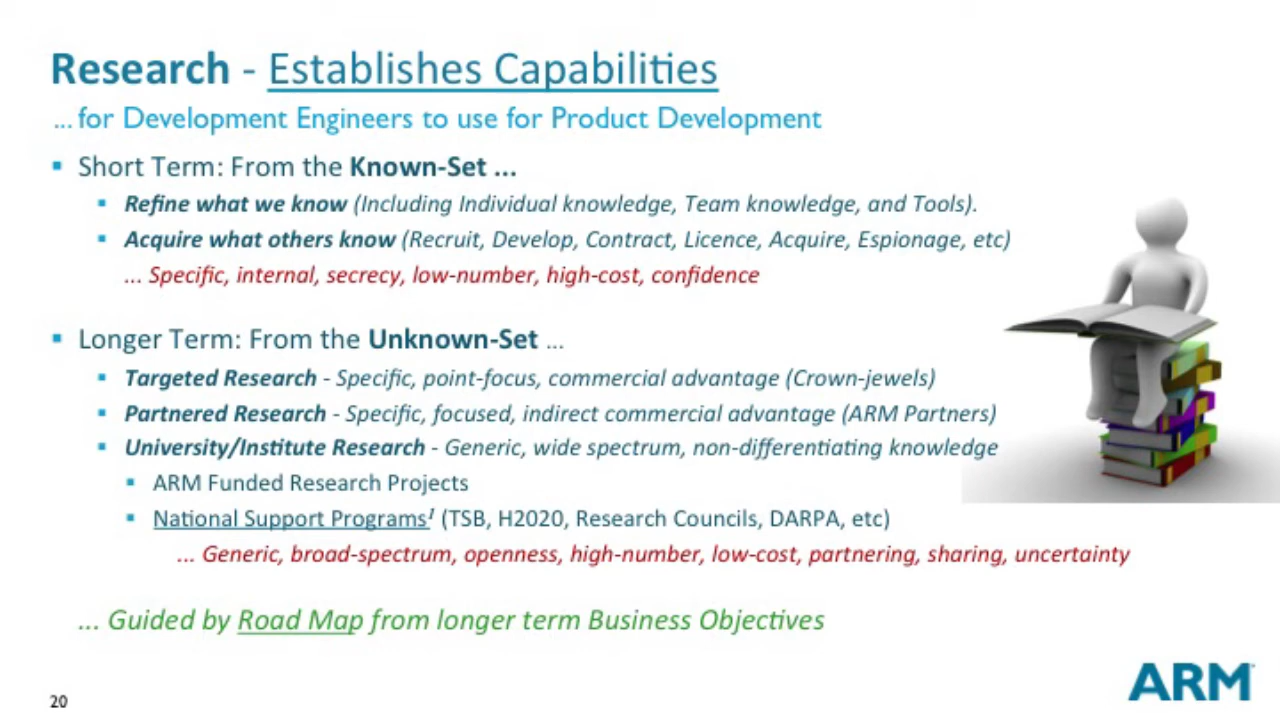 Research - Establishes Capabilities
... for Development Engineers to use for Product Development
▪ Short Term: From the Known-Set ...
▪ Refine what we know (Including Individual knowledge, Team knowledge, and Tools).
▪ Acquire what others know (Recruit, Develop, Contract, Licence, Acquire, Espionage, etc)
... Specific, internal, secrecy, low-number, high-cost, confidence
▪ Longer Term: From the Unknown-Set ...
▪ Targeted Research - Specific, point-focus, commercial advantage (Crown-jewels)
▪ Partnered Research - Specific, focused, indirect commercial advantage (ARM Partners)
▪ University/Institute Research - Generic, wide spectrum, non-differentiating knowledge
▪ ARM Funded Research Projects
▪ National Support Programs¹ (TSB, H2020, Research Councils, DARPA, etc)
... Generic, broad-spectrum, openness, high-number, low-cost, partnering, sharing, uncertainty
... Guided by Road Map from longer term Business Objectives
20
ARM